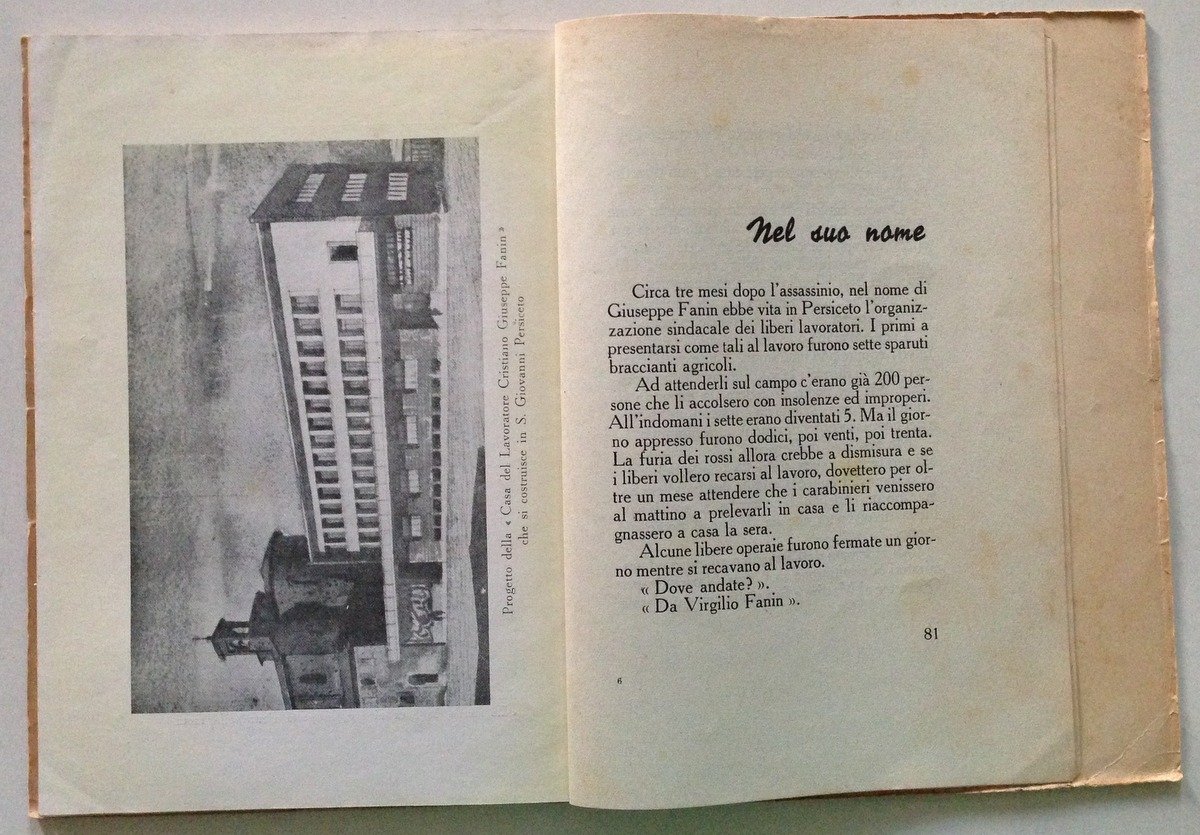 Progetto della « Casa del Lavoratore Cristiano Giuseppe Fanin »
che si costruisce in S. Giovanni Persiceto
Nel suo nome
Circa tre mesi dopo l'assassinio, nel nome di
Giuseppe Fanin ebbe vita in Persiceto l'organiz-
zazione sindacale dei liberi lavoratori. I primi a
presentarsi come tali al lavoro furono sette sparuti
braccianti agricoli.
Ad attenderli sul campo c'erano già 200 per-
sone che li accolsero con insolenze ed improperi.
All'indomani i sette erano diventati 5. Ma il gior-
no appresso furono dodici, poi venti, poi trenta.
La furia dei rossi allora crebbe a dismisura e se
i liberi vollero recarsi al lavoro, dovettero per ol-
tre un mese attendere che i carabinieri venissero
al mattino a prelevarli in casa e li riaccompa-
gnassero a casa la sera.
Alcune libere operaie furono fermate un gior-
no mentre si recavano al lavoro.
« Dove andate? ».
« Da Virgilio Fanin ».
81
6